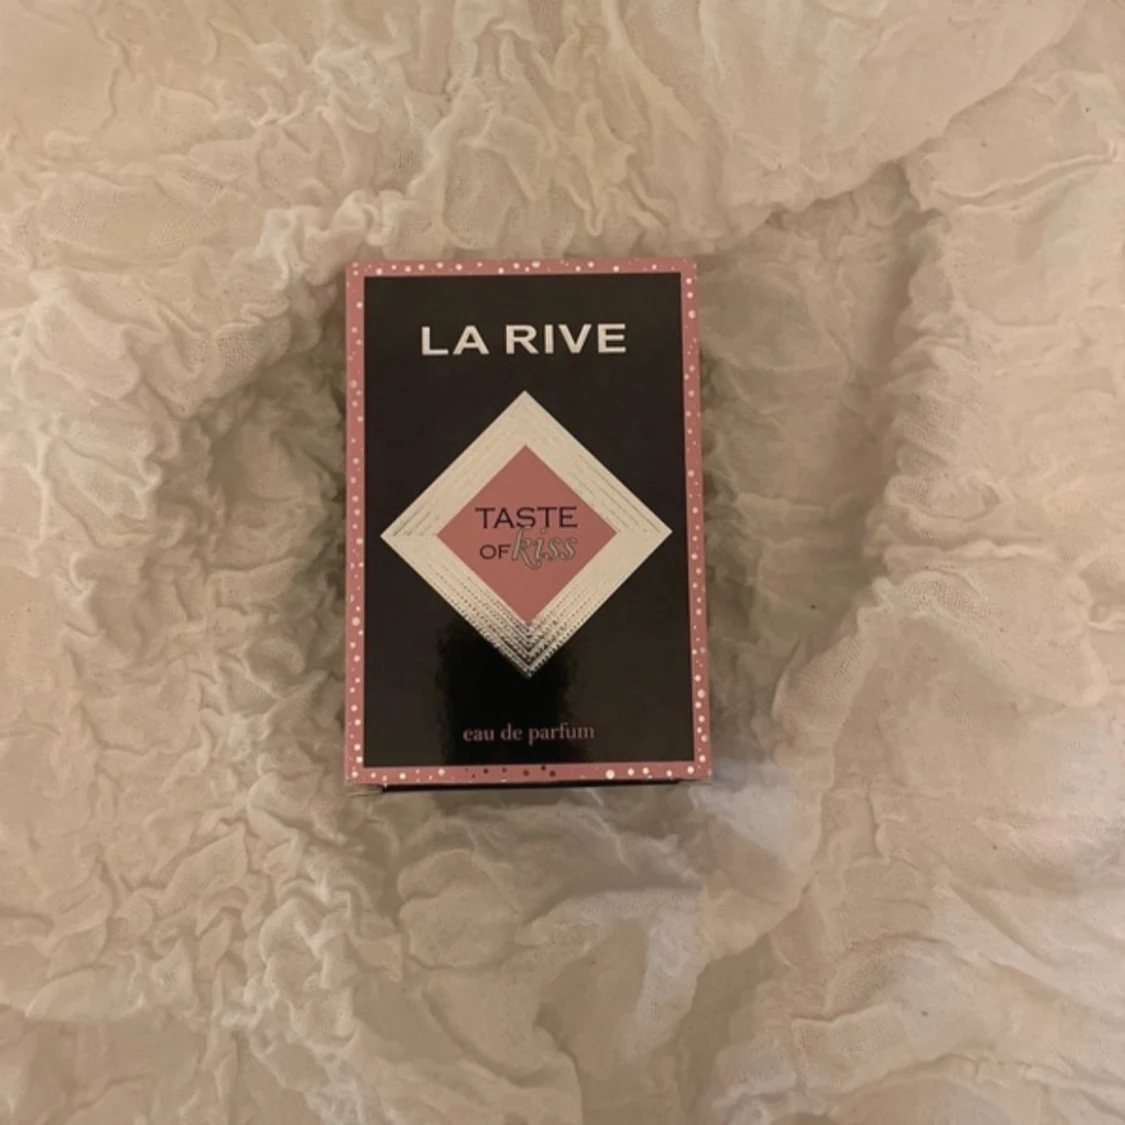 LA RIVE
TASTE
OF kiss
eau de parfum